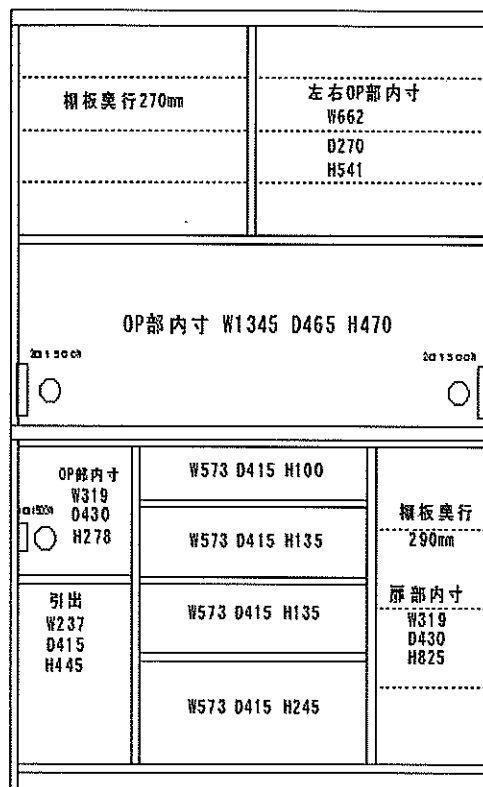 棚板奥行270mm
左右OP部内寸
W662
D270
H541
OP部内寸 W1345 D465 H470
OP部内寸
W319
D430
H278
引出
W237
D415
H445
W573 D415 H100
W573 D415 H135
W573 D415 H135
W573 D415 H245
棚板奥行
290mm
扉部内寸
W319
D430
H825